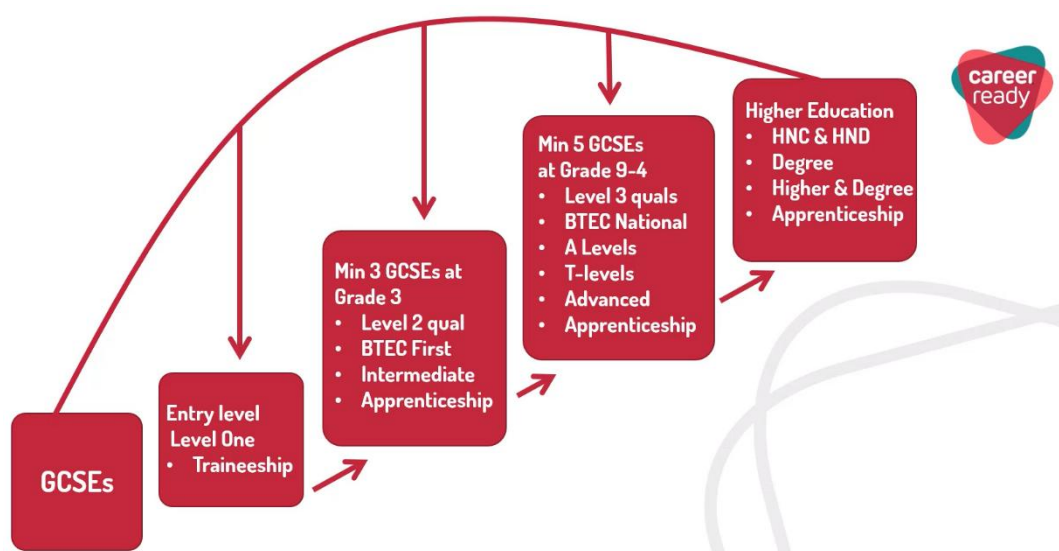 GCSEs
Entry level
Level One
• Traineeship
Min 3 GCSEs at
Grade 3
• Level 2 qual
• BTEC First
• Intermediate
• Apprenticeship
Min 5 GCSEs
at Grade 9-4
• Level 3 quals
• BTEC National
• A Levels
• T-levels
• Advanced
• Apprenticeship
Higher Education
• HNC & HND
• Degree
• Higher & Degree
• Apprenticeship
career
ready